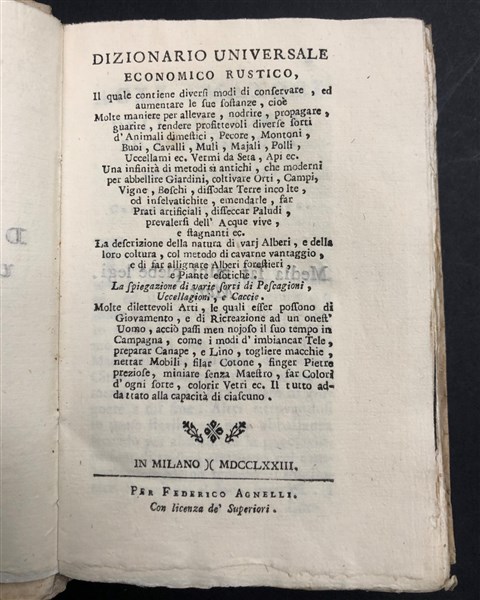 DIZIONARIO UNIVERSALE
ECONOMICO RUSTICO,
Il quale contiene diversi modi di conservare, ed
aumentare le sue sostanze, cioè
Molte maniere per allevare, nodrire, propagare,
guarire, rendere profittevoli diverse sorti
d'Animali dimestici, Pecore, Montoni,
Buoi, Cavalli, Muli, Majali, Polli,
Uccellami ec. Vermi da Seta, Api ec.
Una infinità di metodi sì antichi, che moderni
per abbellire Giardini, coltivare Orti, Campi,
Vigne, Boschi, dissodar Terre incolte,
od inselvatichite, emendarle, far
Prati artificiali, disseccar Paludi,
prevalersi dell' Acque vive,
e stagnanti ec.
La descrizione della natura di varj Alberi, e della
loro coltura, col metodo di cavarne vantaggio,
e di far allignare Alberi forestieri,
e Piante esotiche.
La spiegazione di varie sorti di Pescagioni,
Uccellagioni, e Caccie.
Molte dilettevoli Arti, le quali esser possono di
Giovamento, e di Ricreazione ad un onest'
Uomo, acciò passi men nojoso il suo tempo in
Campagna, come i modi d' imbiancar Tele,
preparar Canape, e Lino, togliere macchie,
nettar Mobili, filar Cotone, finger Pietre
preziose, miniare senza Maestro, far Colori
d' ogni sorte, colorir Vetri ec. Il tutto ad-
dattato alla capacità di ciascuno.
IN MILANO )( MDCCLXXIII.
PER FEDERICO AGNELLI.
Con licenza de' Superiori.